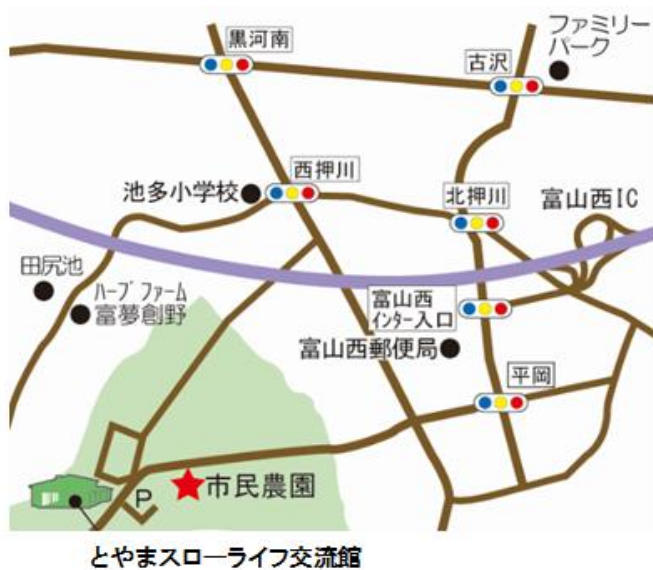 黒河南
古沢
ファミリー
パーク
池多小学校
西押川
北押川
富山西IC
田尻池
ハーブファーム
富夢創野
富山西
インター入口
富山西郵便局
平岡
P
市民農園
とやまスローライフ交流館